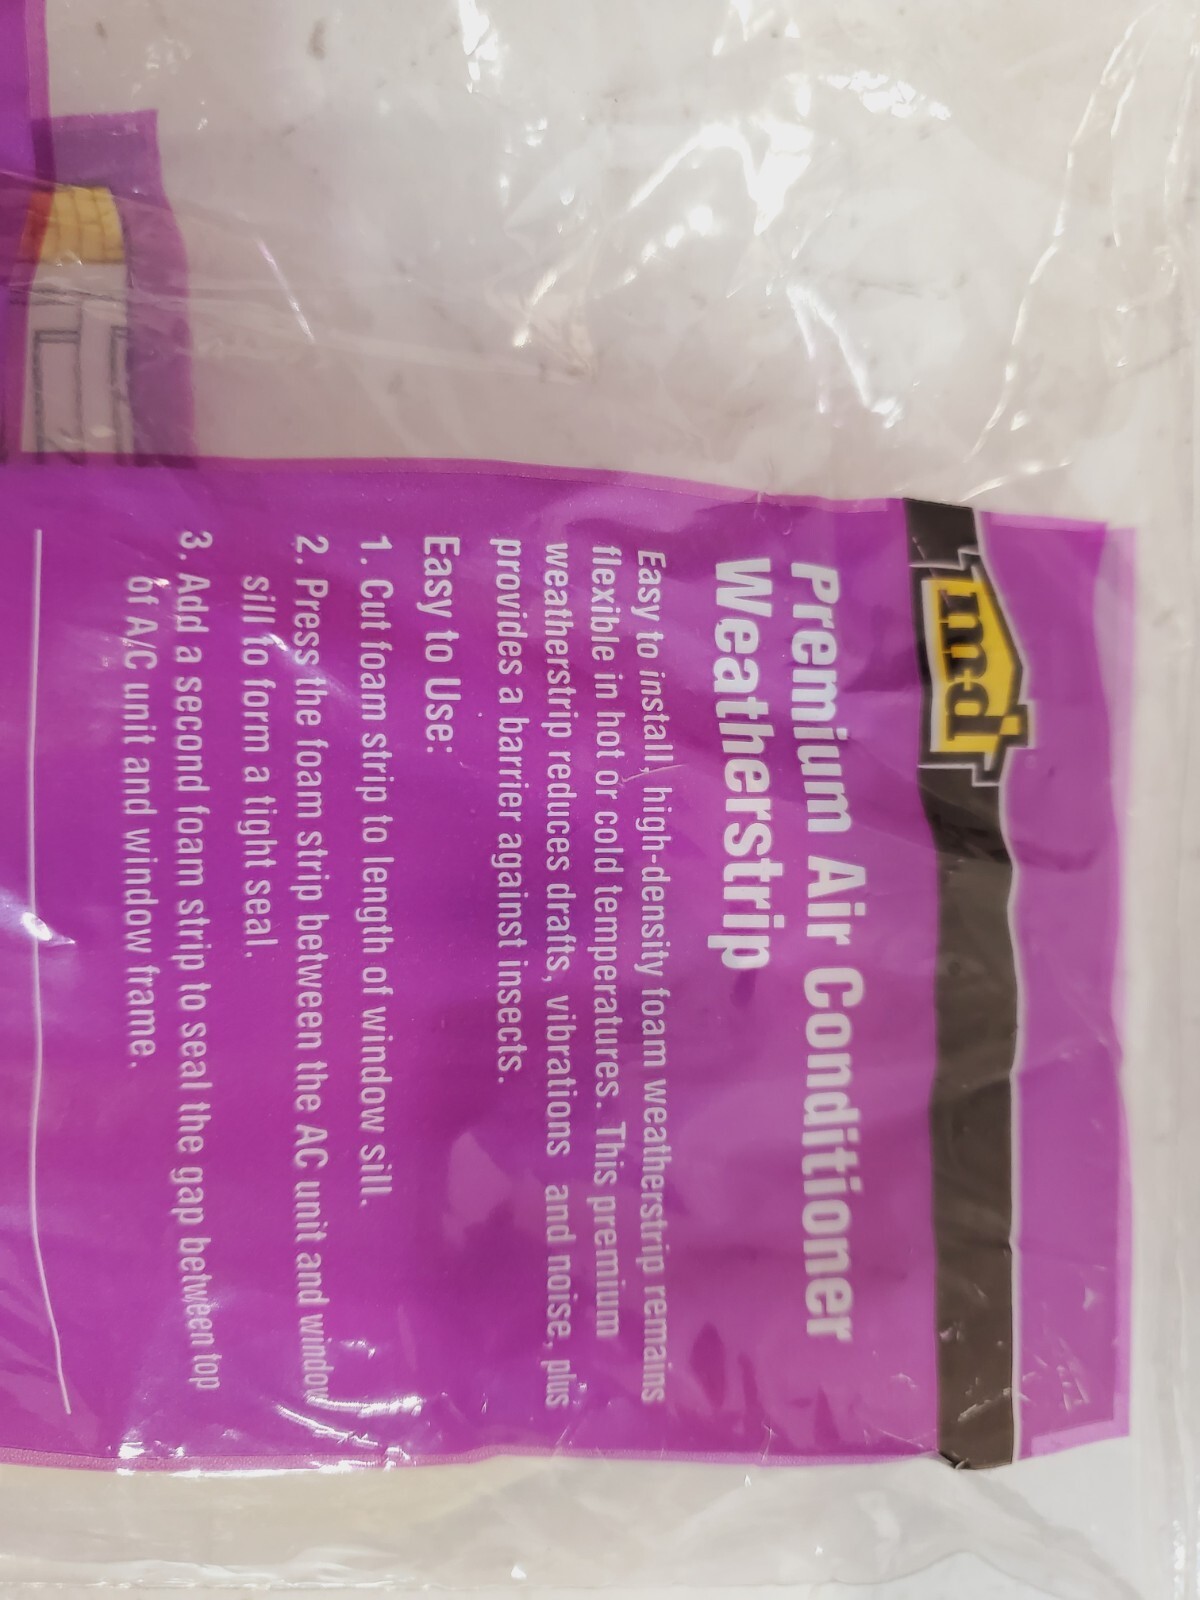 md
Premium Air Conditioner
Weatherstrip
Easy to install, high-density foam weatherstrip remains
flexible in hot or cold temperatures. This premium
weatherstrip reduces drafts, vibrations and noise, plus
provides a barrier against insects.
Easy to Use:
1. Cut foam strip to length of window sill.
2. Press the foam strip between the AC unit and window
sill to form a tight seal.
3. Add a second foam strip to seal the gap between top
of A/C unit and window frame.